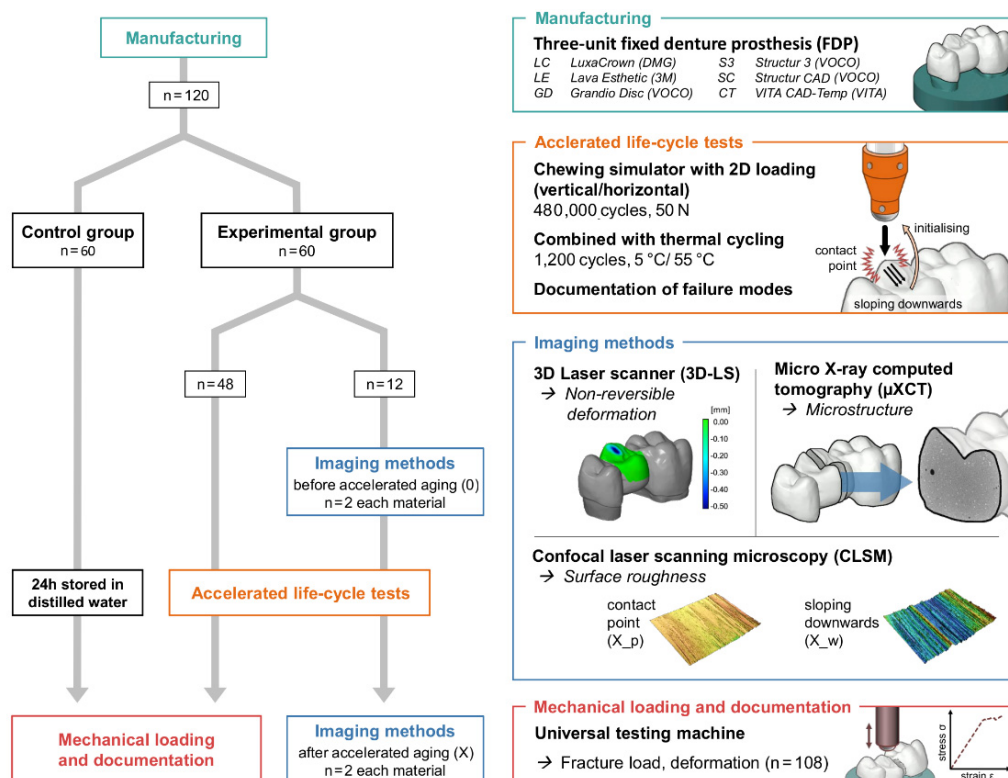 Manufacturing
n=120
Control group
n=60
Experimental group
n=60
n=48
n=12
Imaging methods
before accelerated aging (0)
n=2 each material
24h stored in
distilled water
Accelerated life-cycle tests
Mechanical loading
and documentation
Imaging methods
after accelerated aging (X)
n=2 each material
Manufacturing
Three-unit fixed denture prosthesis (FDP)
LC LuxaCrown (DMG) S3 Structur 3 (VOCO)
LE Lava Esthetic (3M) SC Structur CAD (VOCO)
GD Grandio Disc (VOCO) CT VITA CAD-Temp (VITA)
Acclerated life-cycle tests
Chewing simulator with 2D loading
(vertical/horizontal)
480,000 cycles, 50 N
Combined with thermal cycling
1,200 cycles, 5 °C/ 55 °C
Documentation of failure modes
initialising
contact
point
sloping downwards
Imaging methods
3D Laser scanner (3D-LS)
→ Non-reversible
deformation
[mm]
0.00
-0.10
-0.20
-0.30
-0.40
-0.50
Micro X-ray computed
tomography (µXCT)
→ Microstructure
Confocal laser scanning microscopy (CLSM)
→ Surface roughness
contact
point
(X_p)
sloping
downwards
(X_w)
Mechanical loading and documentation
Universal testing machine
→ Fracture load, deformation (n=108)
stress σ
strain ε